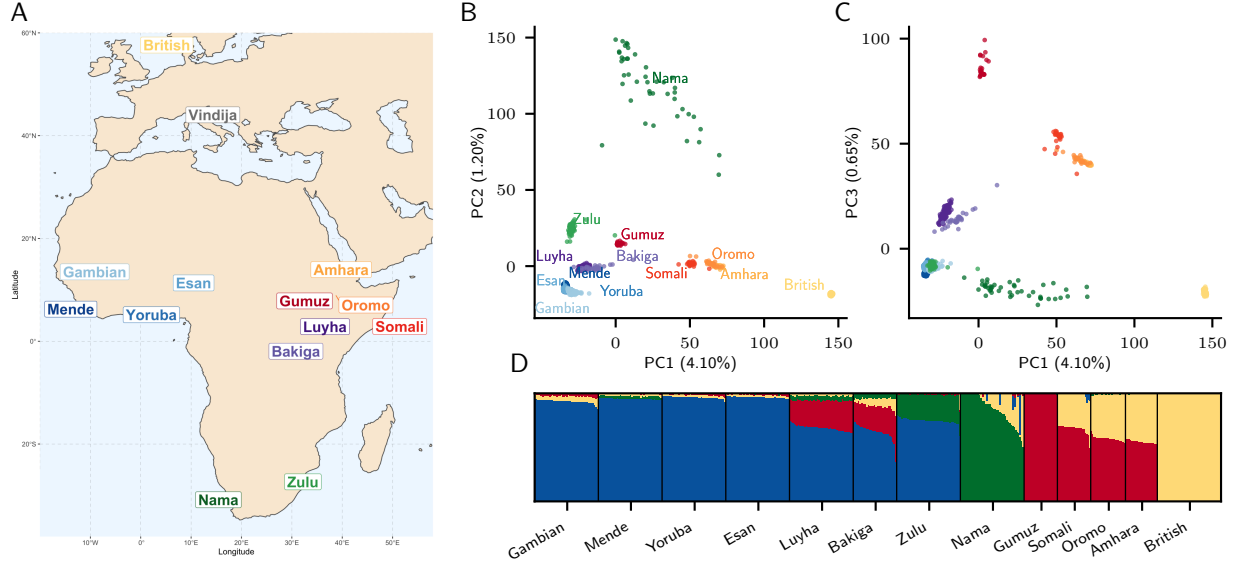 A
60°N
40°N
20°N
0°
20°S
Latitude
10°W
0°
10°E
20°E
30°E
40°E
50°E
Longitude
British
Vindija
Gambian
Esan
Amhara
Mende
Yoruba
Gumuz
Oromo
Luyha
Somali
Bakiga
Zulu
Nama
B
PC2 (1.20%)
150
100
50
0
0
50
100
150
PC1 (4.10%)
Nama
Zulu
Gumuz
Luyha
Bakiga
Oromo
Mende
Somali
Amhara
Esan
Yoruba
British
Gambian
C
PC3 (0.65%)
100
50
0
0
50
100
150
PC1 (4.10%)
D
Gambian
Mende
Yoruba
Esan
Luyha
Bakiga
Zulu
Nama
Gumuz
Somali
Oromo
Amhara
British